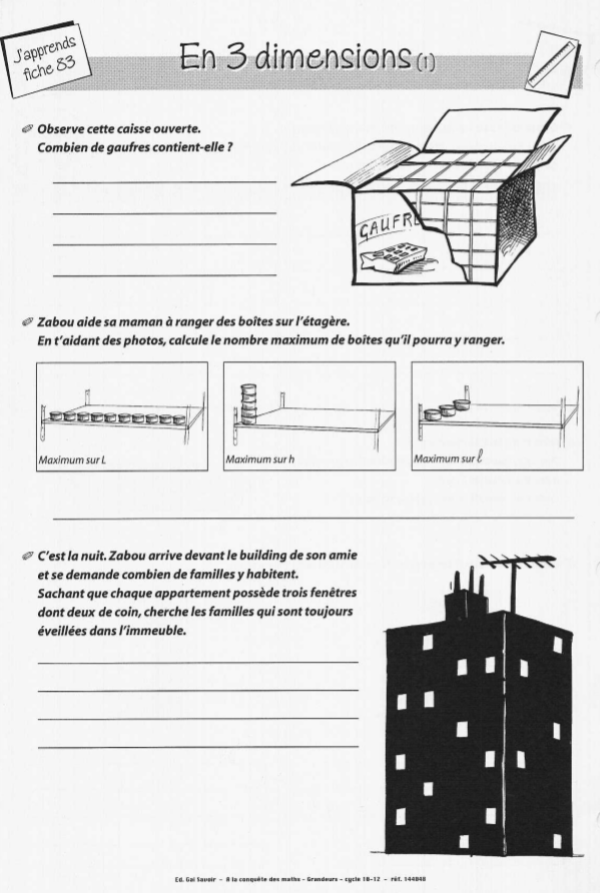 J'apprends
fiche 83
En 3 dimensions (1)
Observe cette caisse ouverte.
Combien de gaufres contient-elle ?
GAUFRE
Zabou aide sa maman à ranger des boîtes sur l'étagère.
En t'aidant des photos, calcule le nombre maximum de boîtes qu'il pourra y ranger.
Maximum sur L
Maximum sur h
Maximum sur ℓ
C'est la nuit. Zabou arrive devant le building de son amie
et se demande combien de familles y habitent.
Sachant que chaque appartement possède trois fenêtres
dont deux de coin, cherche les familles qui sont toujours
éveillées dans l'immeuble.
Ed. Gai Savoir - A la conquête des maths - Grandeurs - cycle 10-12 - réf. 144840